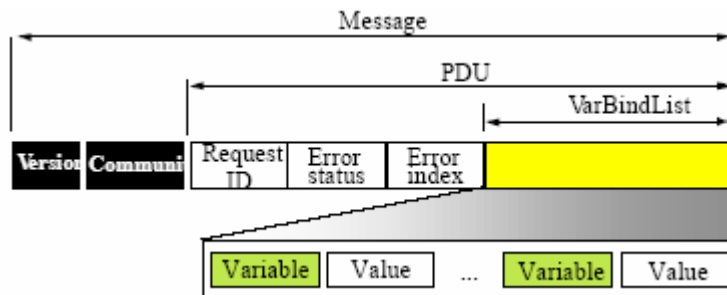 Message
PDU
VarBindList
Version
Communi
Request
ID
Error
status
Error
index
Variable
Value
...
Variable
Value